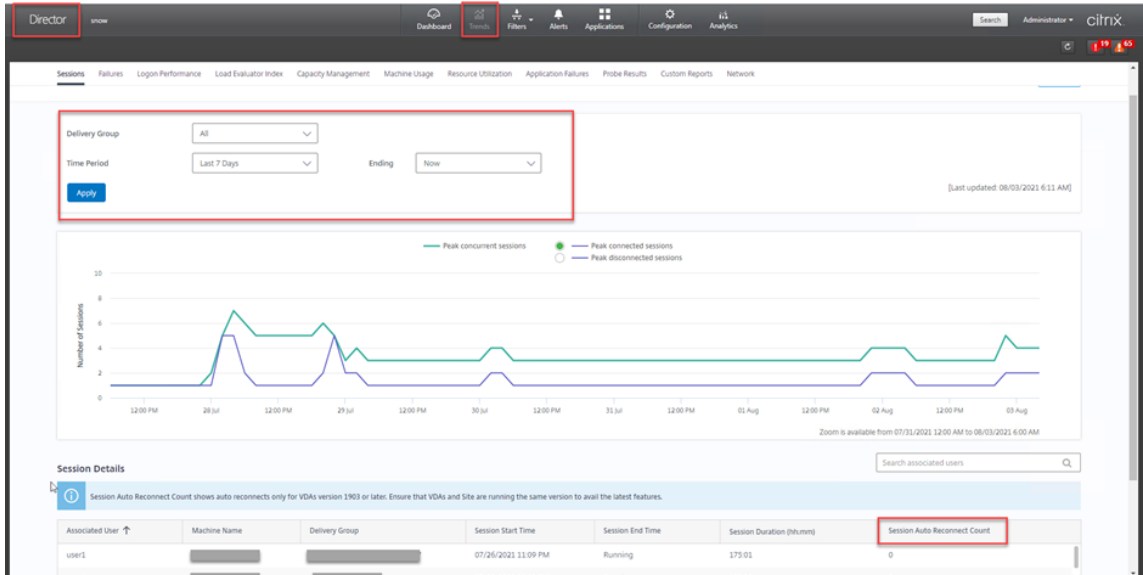 Director snow Dashboard Trends Filters Alerts Applications Configuration Analytics Search Administrator citrix
19 65
Sessions Failures Logon Performance Load Evaluator Index Capacity Management Machine Usage Resource Utilization Application Failures Probe Results Custom Reports Network
Delivery Group All
Time Period Last 7 Days Ending Now
Apply
[Last updated: 08/03/2021 6:11 AM]
Peak concurrent sessions Peak connected sessions
Peak disconnected sessions
Number of Sessions
10
8
6
4
2
0
12:00 PM 28 Jul 12:00 PM 29 Jul 12:00 PM 30 Jul 12:00 PM 31 Jul 12:00 PM 01 Aug 12:00 PM 02 Aug 12:00 PM 03 Aug
Zoom is available from 07/31/2021 12:00 AM to 08/03/2021 6:00 AM
Session Details Search associated users
Session Auto Reconnect Count shows auto reconnects only for VDAs version 1903 or later. Ensure that VDAs and Site are running the same version to avail the latest features.
Associated User Machine Name Delivery Group Session Start Time Session End Time Session Duration (hh:mm) Session Auto Reconnect Count
user1 07/26/2021 11:09 PM Running 175:01 0